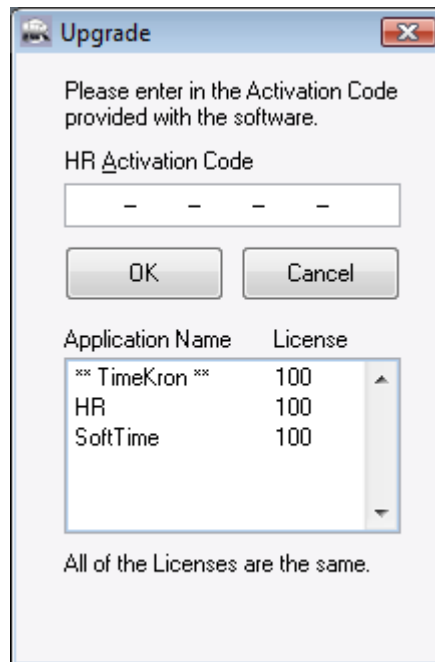 Upgrade
Please enter in the Activation Code
provided with the software.
HR Activation Code
– – – –
OK Cancel
Application Name License
** TimeKron ** 100
HR 100
SoftTime 100
All of the Licenses are the same.